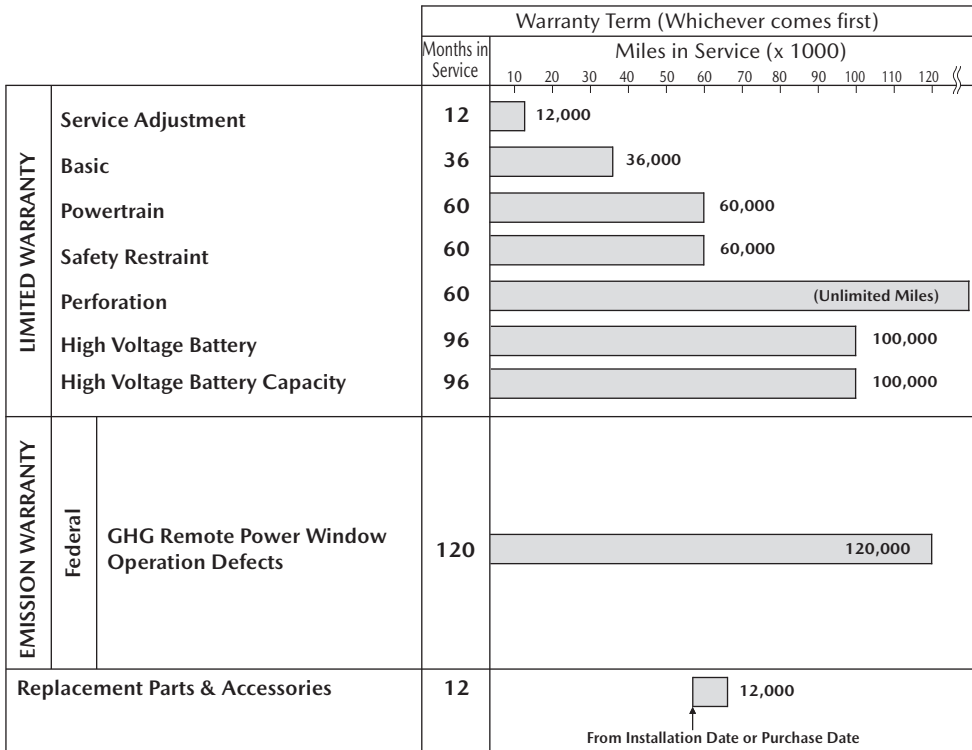 Warranty Term (Whichever comes first)
Months in
Service
Miles in Service (x 1000)
10 20 30 40 50 60 70 80 90 100 110 120
LIMITED WARRANTY
Service Adjustment 12 12,000
Basic 36 36,000
Powertrain 60 60,000
Safety Restraint 60 60,000
Perforation 60 (Unlimited Miles)
High Voltage Battery 96 100,000
High Voltage Battery Capacity 96 100,000
EMISSION WARRANTY
Federal
GHG Remote Power Window
Operation Defects
120 120,000
Replacement Parts & Accessories 12 12,000
From Installation Date or Purchase Date